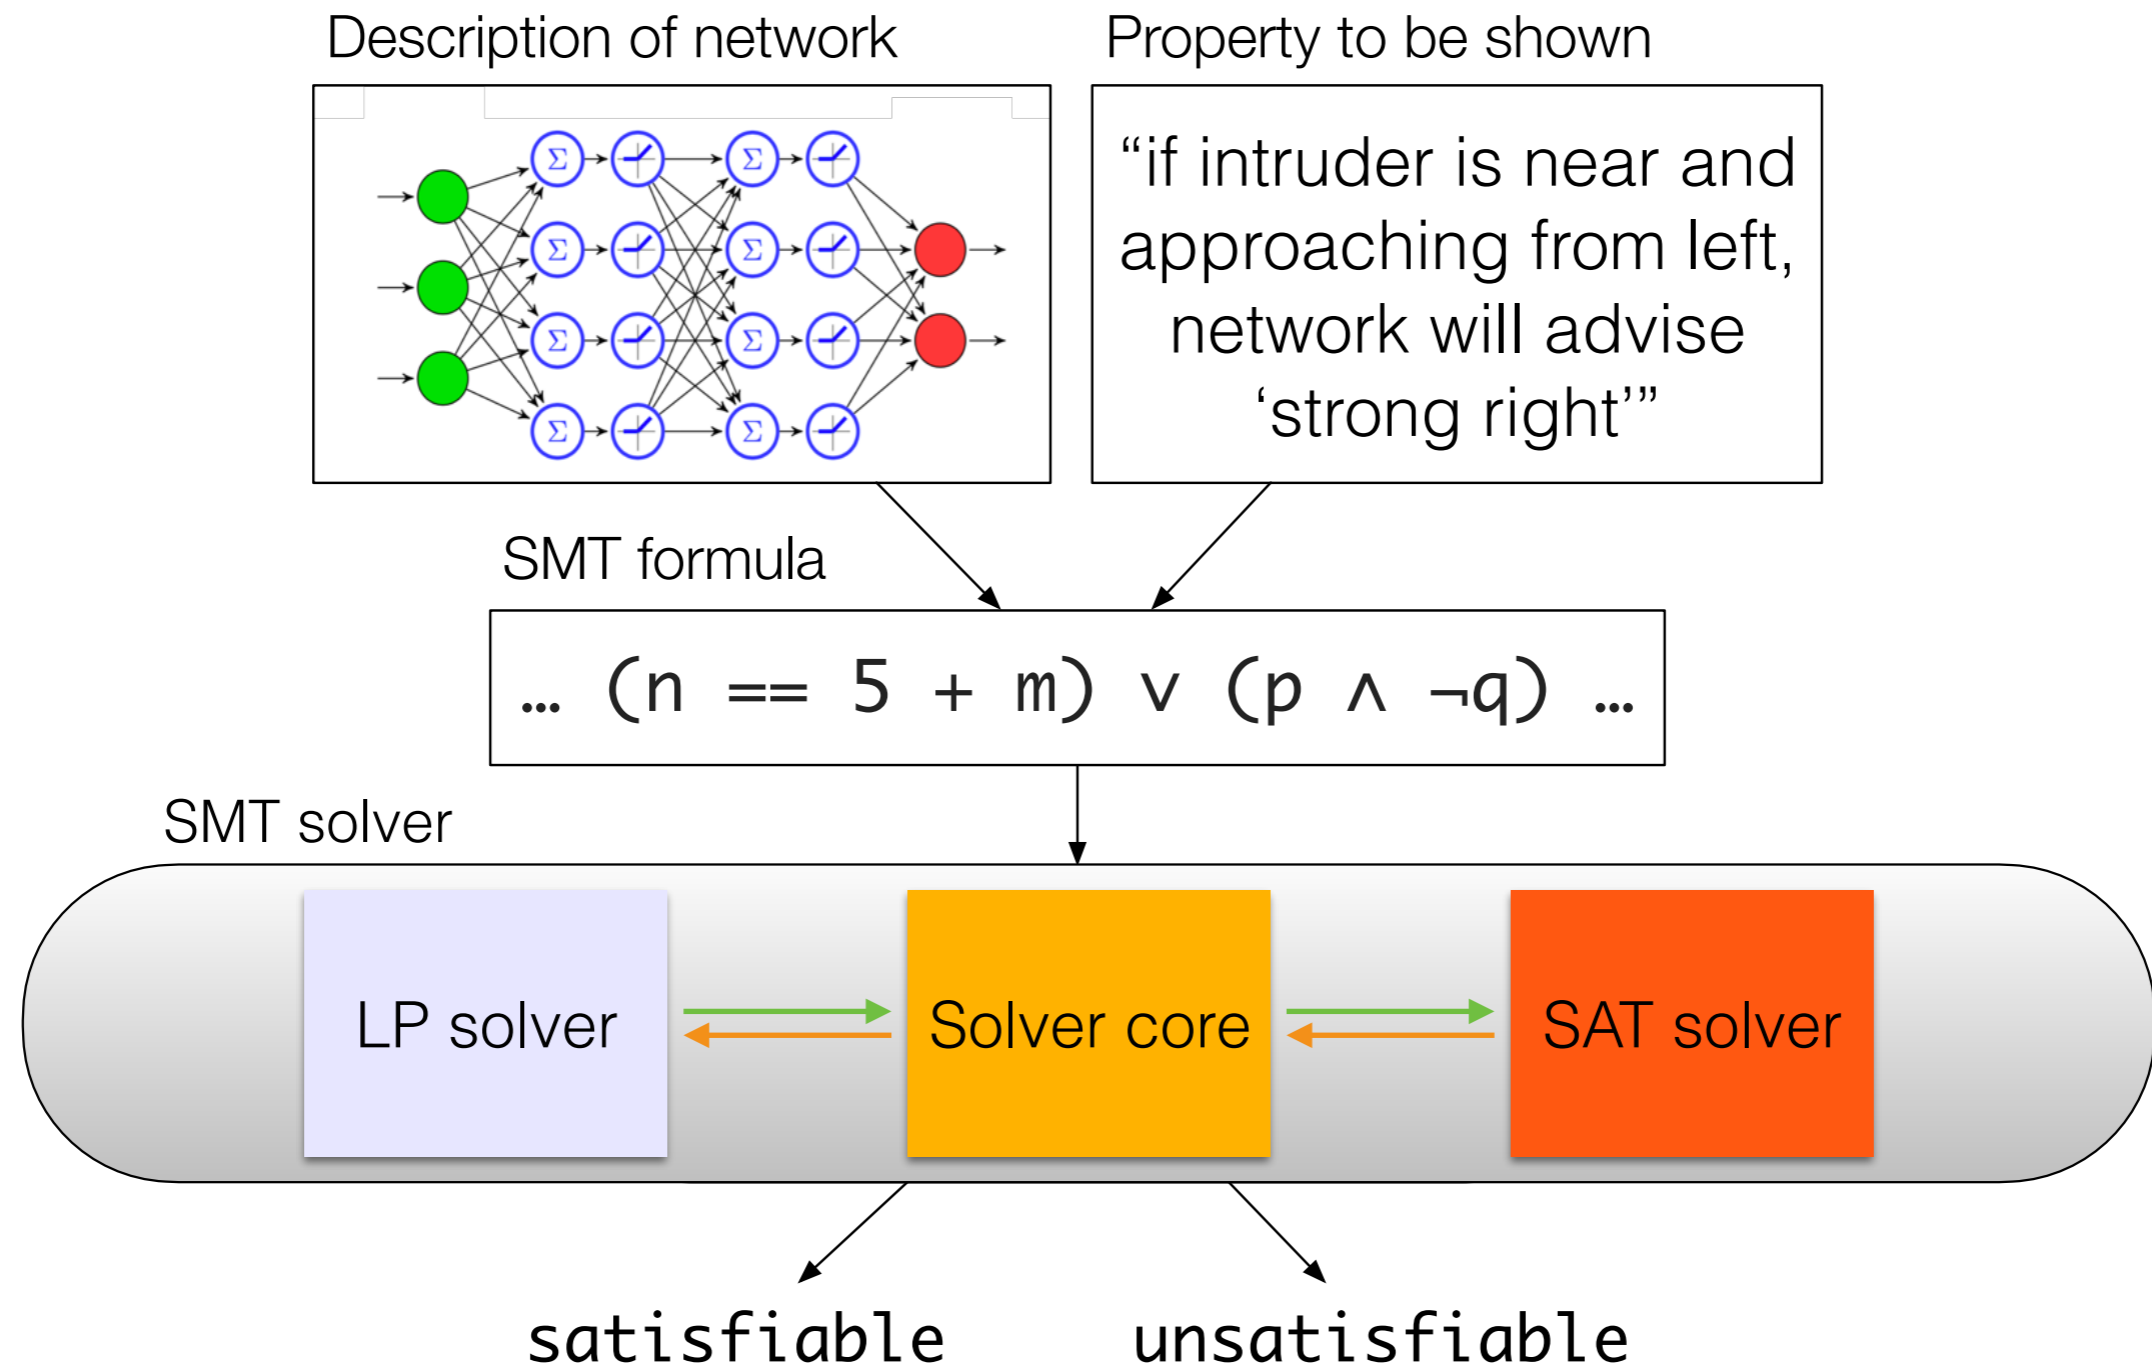 Description of network
Property to be shown
Σ
Σ
Σ
Σ
Σ
Σ
Σ
Σ
“if intruder is near and
approaching from left,
network will advise
‘strong right’”
SMT formula
… (n == 5 + m) ∨ (p ∧ ¬q) …
SMT solver
LP solver
Solver core
SAT solver
satisfiable
unsatisfiable